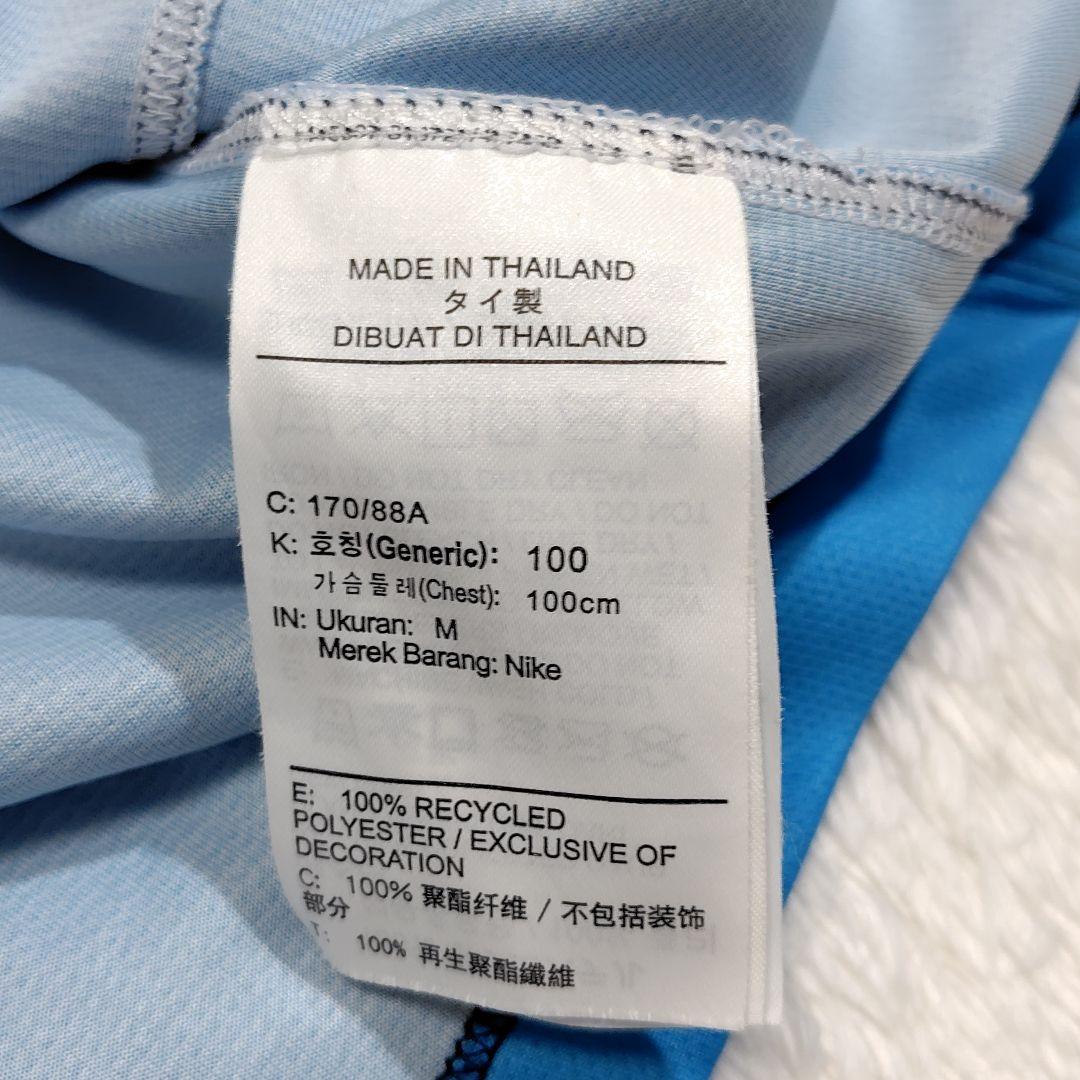 MADE IN THAILAND
タイ製
DIBUAT DI THAILAND
C: 170/88A
K: 호칭(Generic): 100
가슴둘레(Chest): 100cm
IN: Ukuran: M
Merek Barang: Nike
E: 100% RECYCLED
POLYESTER / EXCLUSIVE OF
DECORATION
C: 100% 聚酯纤维 / 不包括装饰
部分
T: 100% 再生聚酯纖維